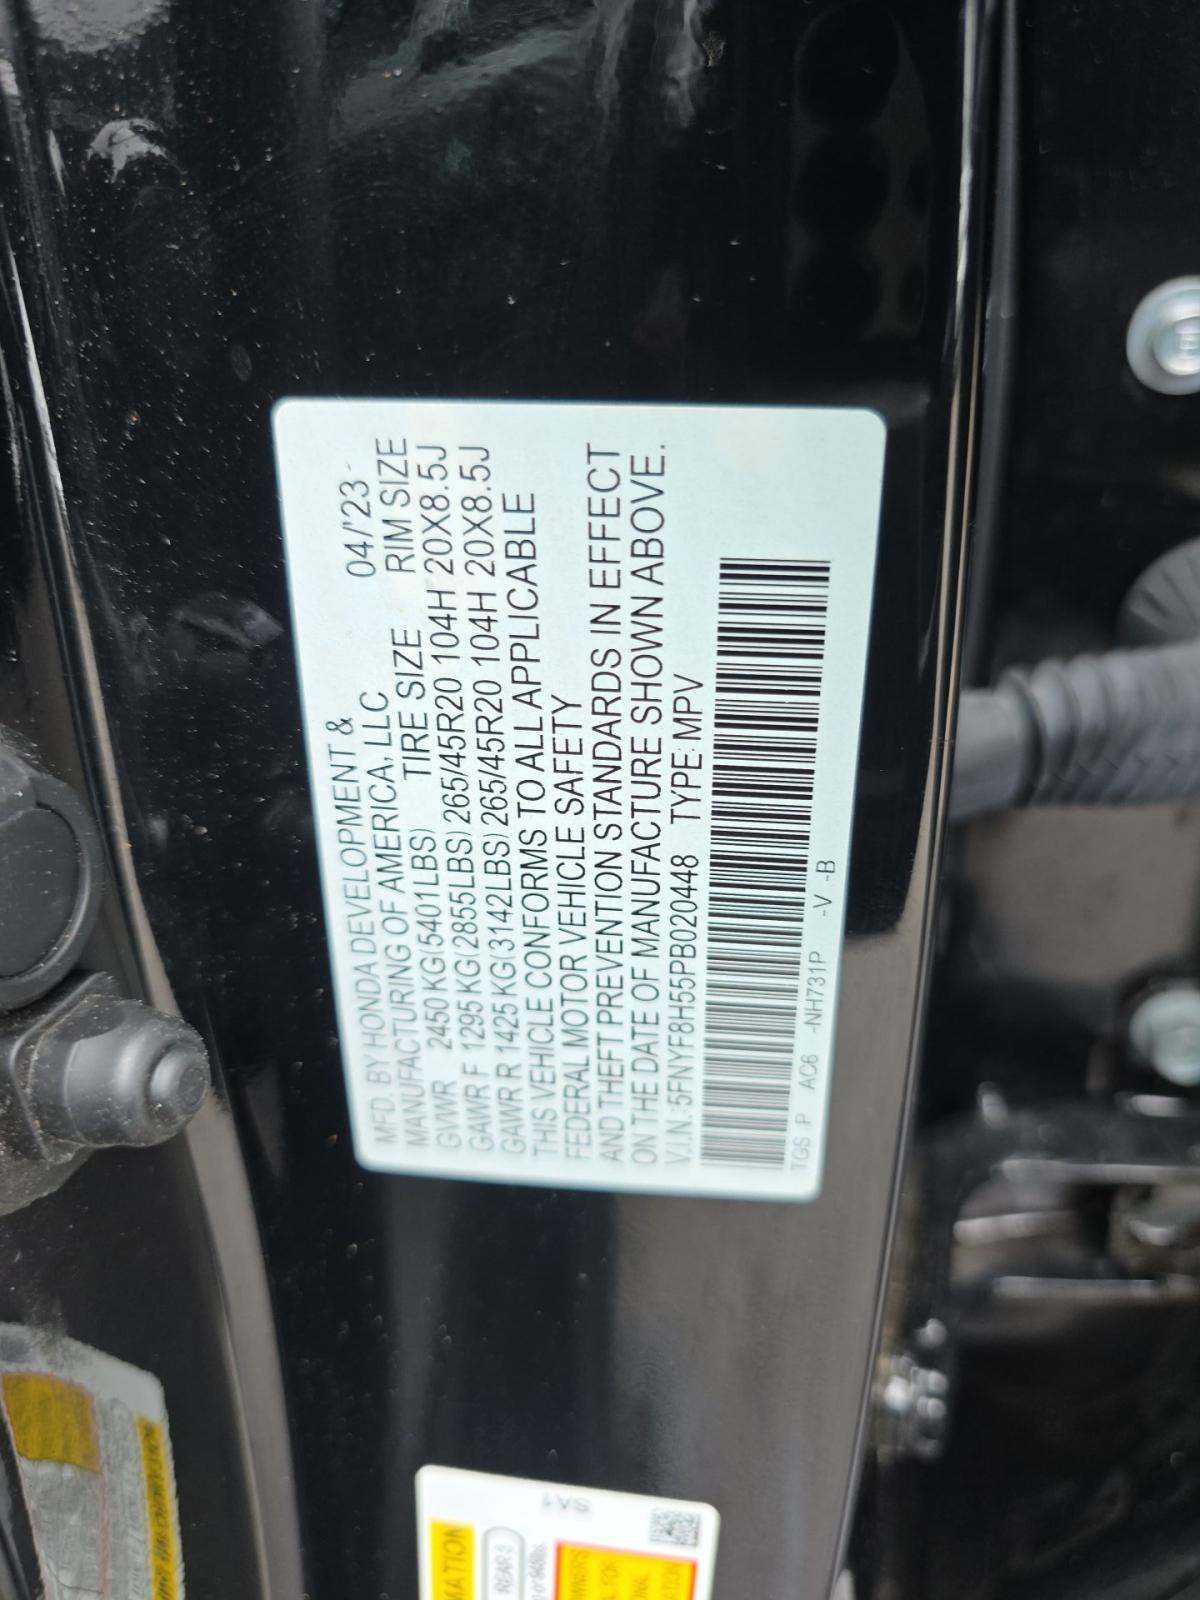 MFD. BY HONDA DEVELOPMENT &
MANUFACTURING OF AMERICA, LLC 04/'23
GVWR 2450 KG(5401LBS) TIRE SIZE RIM SIZE
GAWR F 1295 KG(2855LBS) 265/45R20 104H 20X8.5J
GAWR R 1425 KG(3142LBS) 265/45R20 104H 20X8.5J
THIS VEHICLE CONFORMS TO ALL APPLICABLE
FEDERAL MOTOR VEHICLE SAFETY
AND THEFT PREVENTION STANDARDS IN EFFECT
ON THE DATE OF MANUFACTURE SHOWN ABOVE.
V.I.N.:5FNYF8H55PB020448 TYPE:MPV
TGS P AC6 -NH731P -V -B
SX1
REAR 3